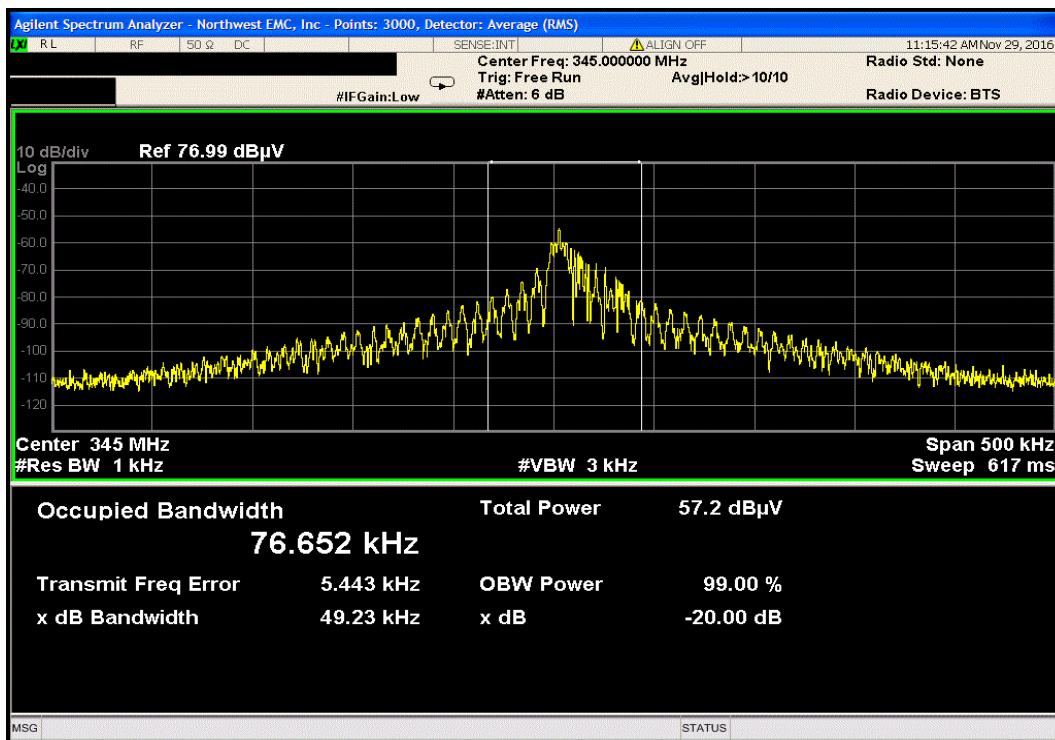 Agilent Spectrum Analyzer - Northwest EMC, Inc - Points: 3000, Detector: Average (RMS)
LXI RL RF 50 Ω DC SENSE:INT ALIGN OFF 11:15:42 AM Nov 29, 2016
Center Freq: 345.000000 MHz Radio Std: None
Trig: Free Run Avg|Hold:>10/10
#IFGain:Low #Atten: 6 dB Radio Device: BTS
10 dB/div Ref 76.99 dBµV
Log
-40.0
-50.0
-60.0
-70.0
-80.0
-90.0
-100
-110
-120
Center 345 MHz Span 500 kHz
#Res BW 1 kHz #VBW 3 kHz Sweep 617 ms
Occupied Bandwidth Total Power 57.2 dBµV
76.652 kHz
Transmit Freq Error 5.443 kHz OBW Power 99.00 %
x dB Bandwidth 49.23 kHz x dB -20.00 dB
MSG STATUS